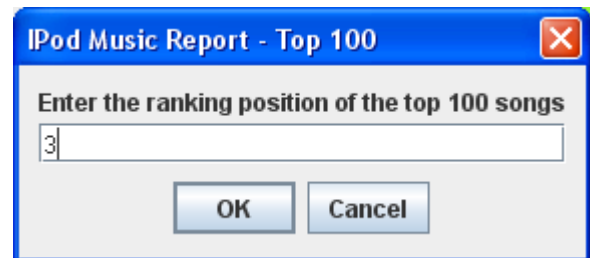 IPod Music Report - Top 100
Enter the ranking position of the top 100 songs
3
OK Cancel